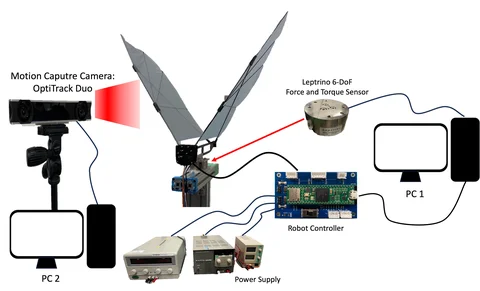 Motion Caputre Camera:
OptiTrack Duo
Leptrino 6-DoF
Force and Torque Sensor
PC 1
Robot Controller
PC 2
Power Supply